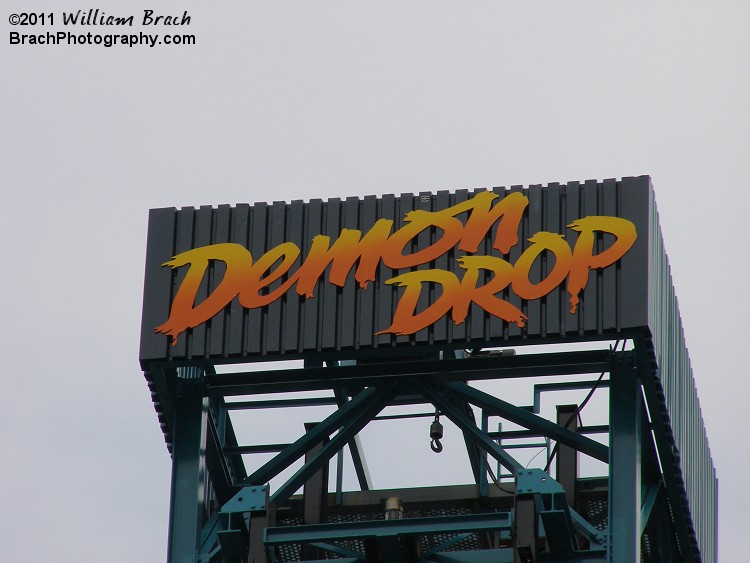 ©2011 William Brach
BrachPhotography.com
Demon
DROP